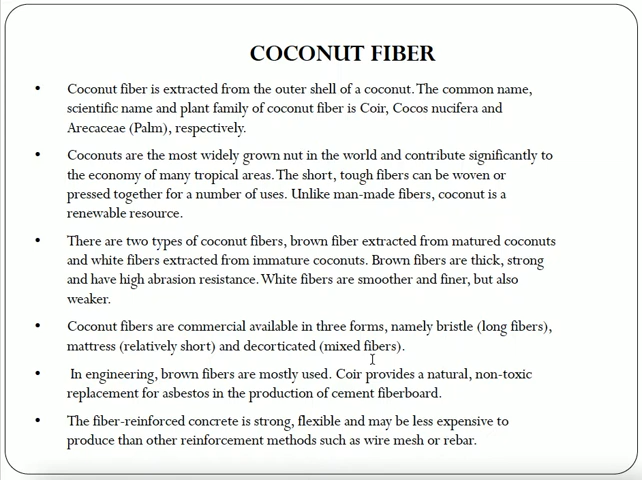 COCONUT FIBER
• Coconut fiber is extracted from the outer shell of a coconut. The common name,
scientific name and plant family of coconut fiber is Coir, Cocos nucifera and
Arecaceae (Palm), respectively.
• Coconuts are the most widely grown nut in the world and contribute significantly to
the economy of many tropical areas. The short, tough fibers can be woven or
pressed together for a number of uses. Unlike man-made fibers, coconut is a
renewable resource.
• There are two types of coconut fibers, brown fiber extracted from matured coconuts
and white fibers extracted from immature coconuts. Brown fibers are thick, strong
and have high abrasion resistance. White fibers are smoother and finer, but also
weaker.
• Coconut fibers are commercial available in three forms, namely bristle (long fibers),
mattress (relatively short) and decorticated (mixed fibers).
• In engineering, brown fibers are mostly used. Coir provides a natural, non-toxic
replacement for asbestos in the production of cement fiberboard.
• The fiber-reinforced concrete is strong, flexible and may be less expensive to
produce than other reinforcement methods such as wire mesh or rebar.